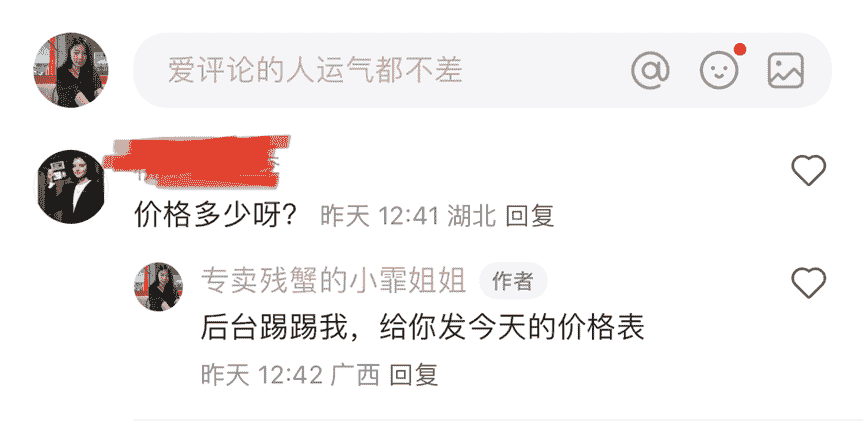 爱评论的人运气都不差
价格多少呀? 昨天 12:41 湖北 回复
专卖残蟹的小霏姐姐 作者
后台踢踢我，给你发今天的价格表
昨天 12:42 广西 回复